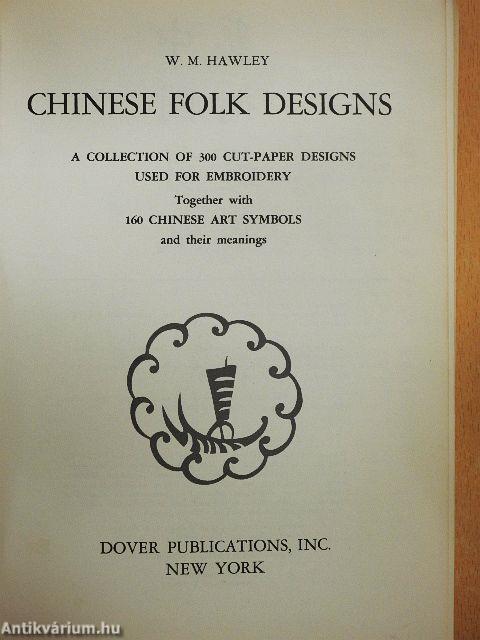 W. M. HAWLEY
CHINESE FOLK DESIGNS
A COLLECTION OF 300 CUT-PAPER DESIGNS
USED FOR EMBROIDERY
Together with
160 CHINESE ART SYMBOLS
and their meanings
DOVER PUBLICATIONS, INC.
NEW YORK
Antikvárium.hu